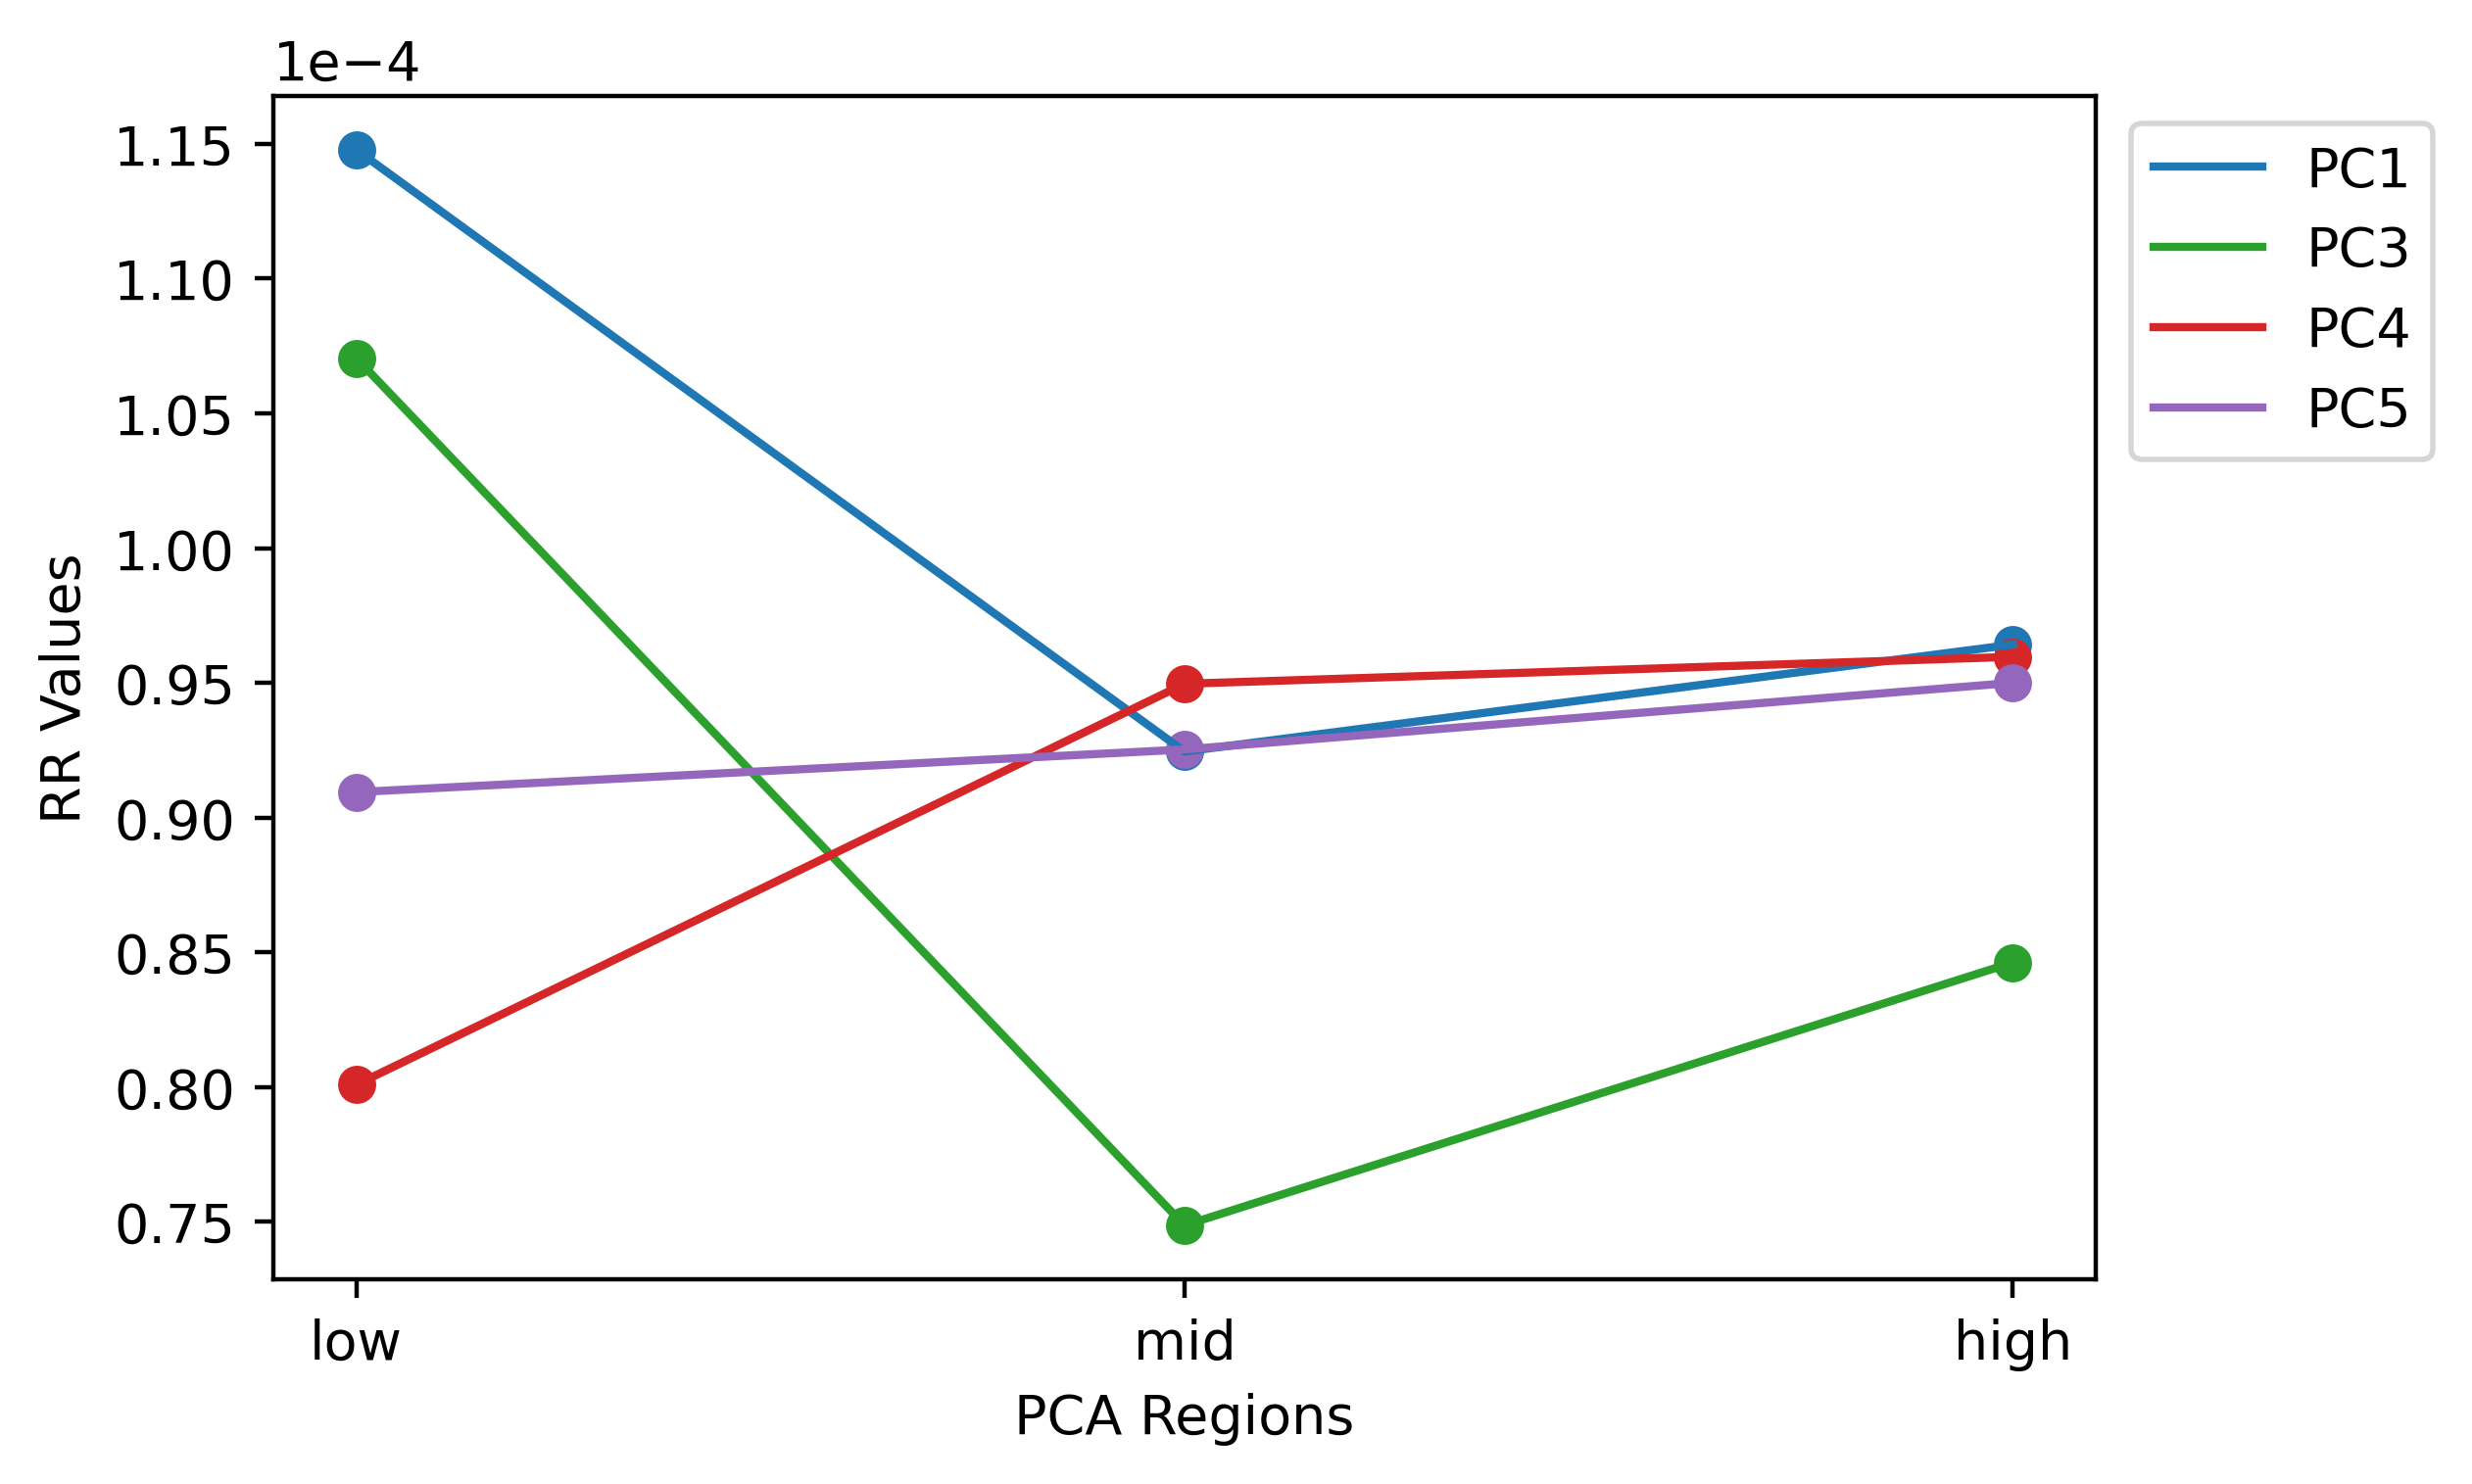 1e−4
1.15
1.10
1.05
1.00
0.95
0.90
0.85
0.80
0.75
RR Values
low
mid
high
PCA Regions
PC1
PC3
PC4
PC5